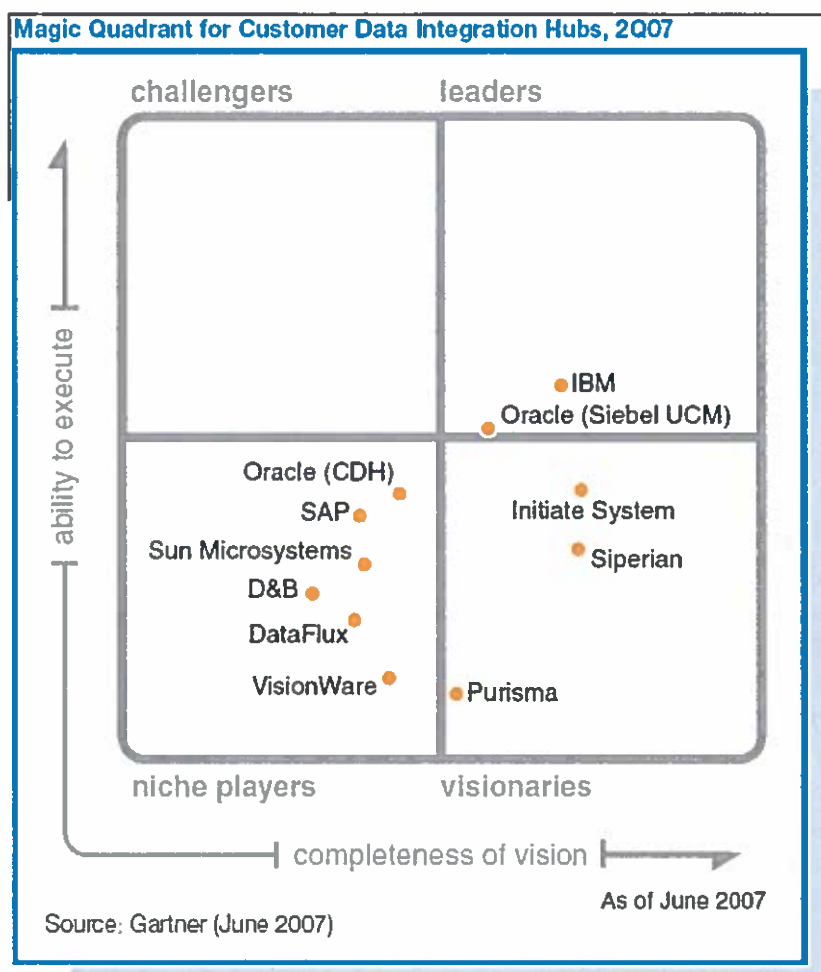 Magic Quadrant for Customer Data Integration Hubs, 2Q07
challengers
leaders
ability to execute
IBM
Oracle (Siebel UCM)
Oracle (CDH)
SAP
Sun Microsystems
D&B
DataFlux
VisionWare
Initiate System
Siperian
Purisma
niche players
visionaries
completeness of vision
As of June 2007
Source: Gartner (June 2007)